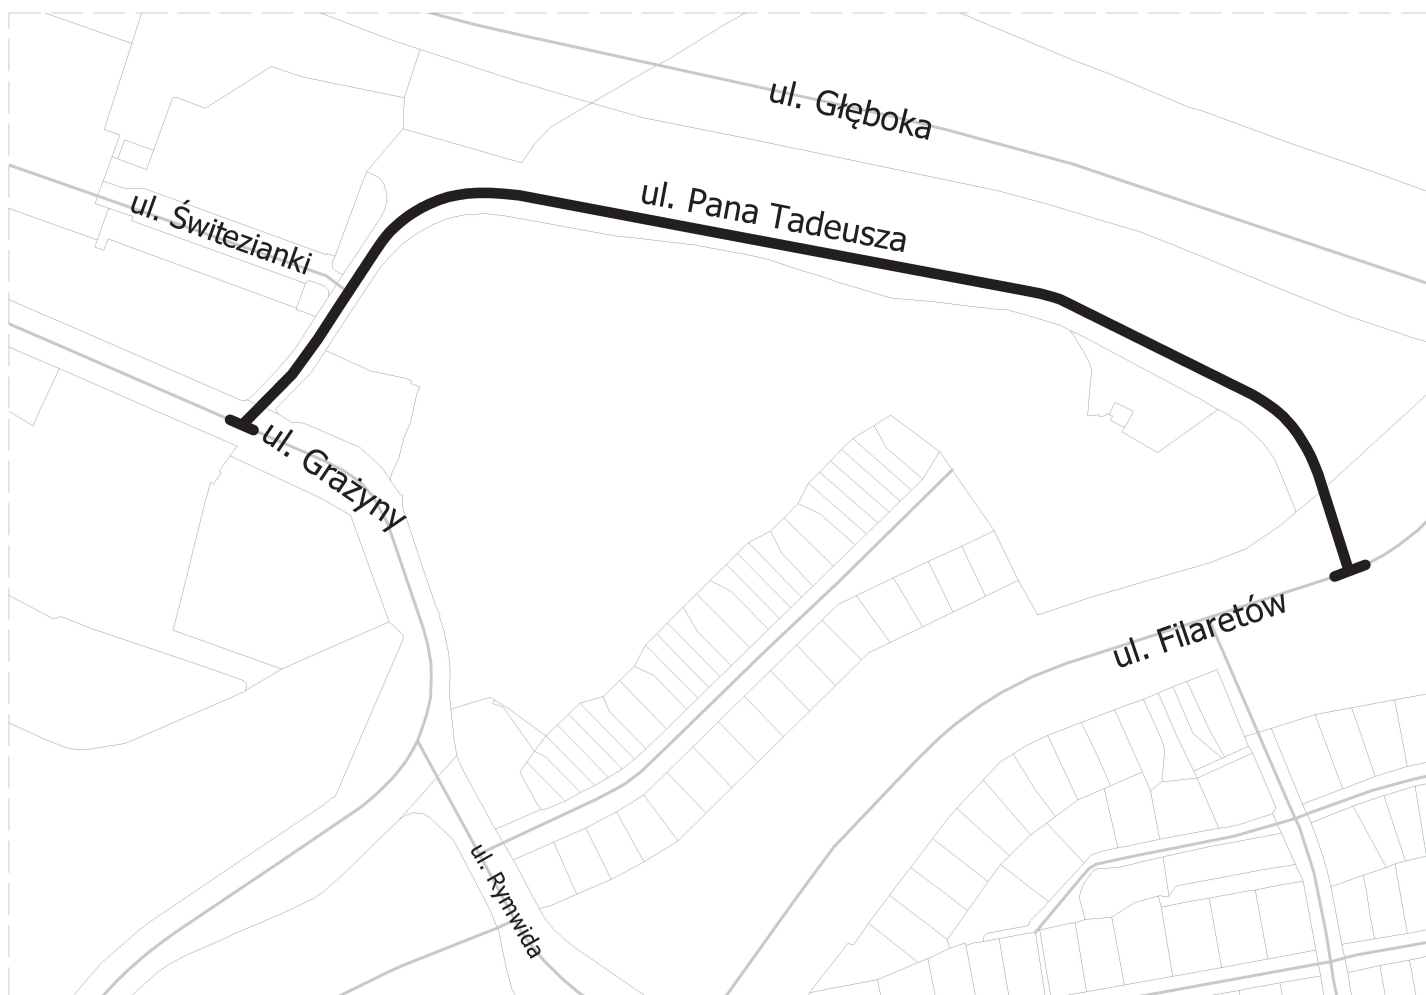 ul. Głęboka
ul. Pana Tadeusza
ul. Świtezianki
ul. Grażyny
ul. Filaretów
ul. Rymwida